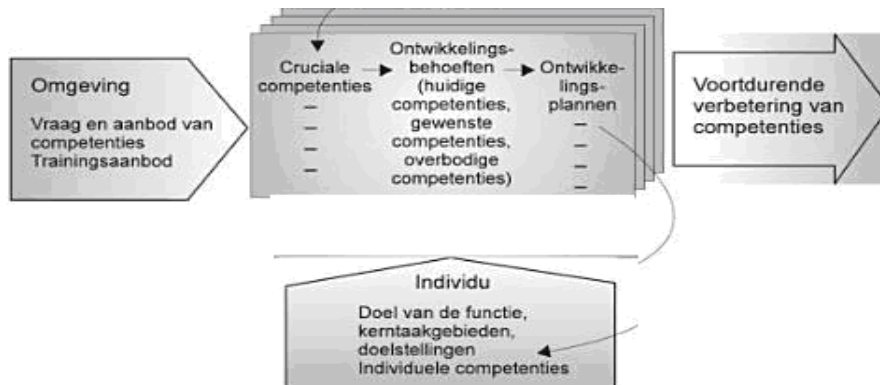 Omgeving
Vraag en aanbod van
competenties
Trainingsaanbod
Cruciale
competenties
–
–
–
–
Ontwikkelings-
behoeften
(huidige
competenties,
gewenste
competenties,
overbodige
competenties)
Ontwikke-
lings-
plannen
–
–
–
–
Voortdurende
verbetering van
competenties
Individu
Doel van de functie,
kerntaakgebieden,
doelstellingen
Individuele competenties